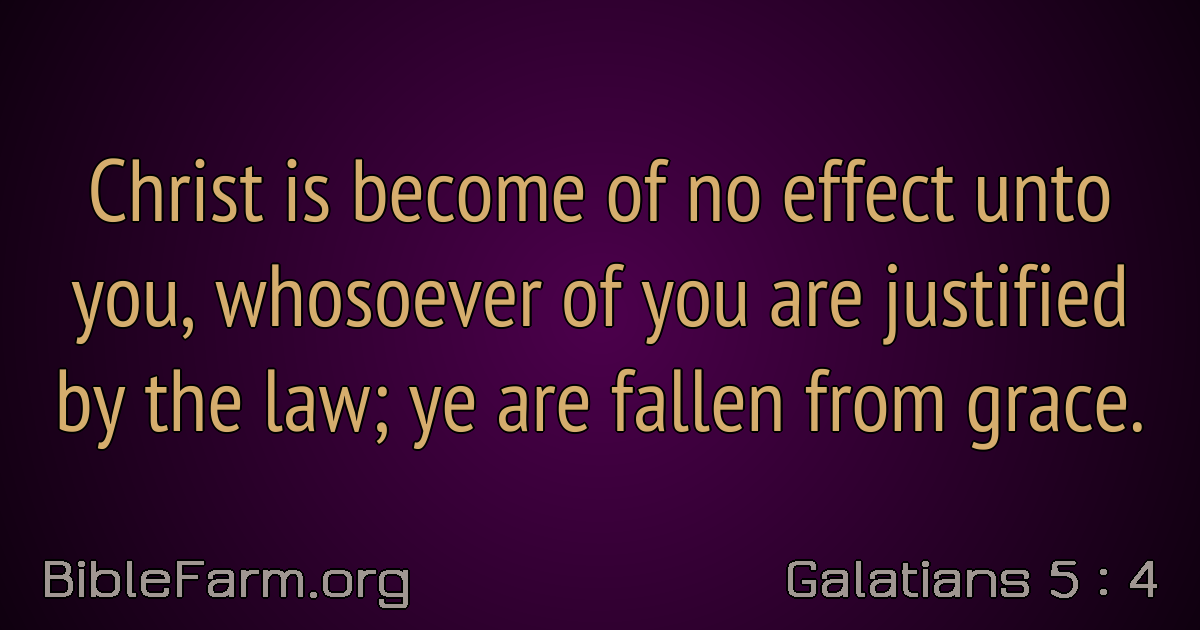 Christ is become of no effect unto
you, whosoever of you are justified
by the law; ye are fallen from grace.
BibleFarm.org
Galatians 5 : 4